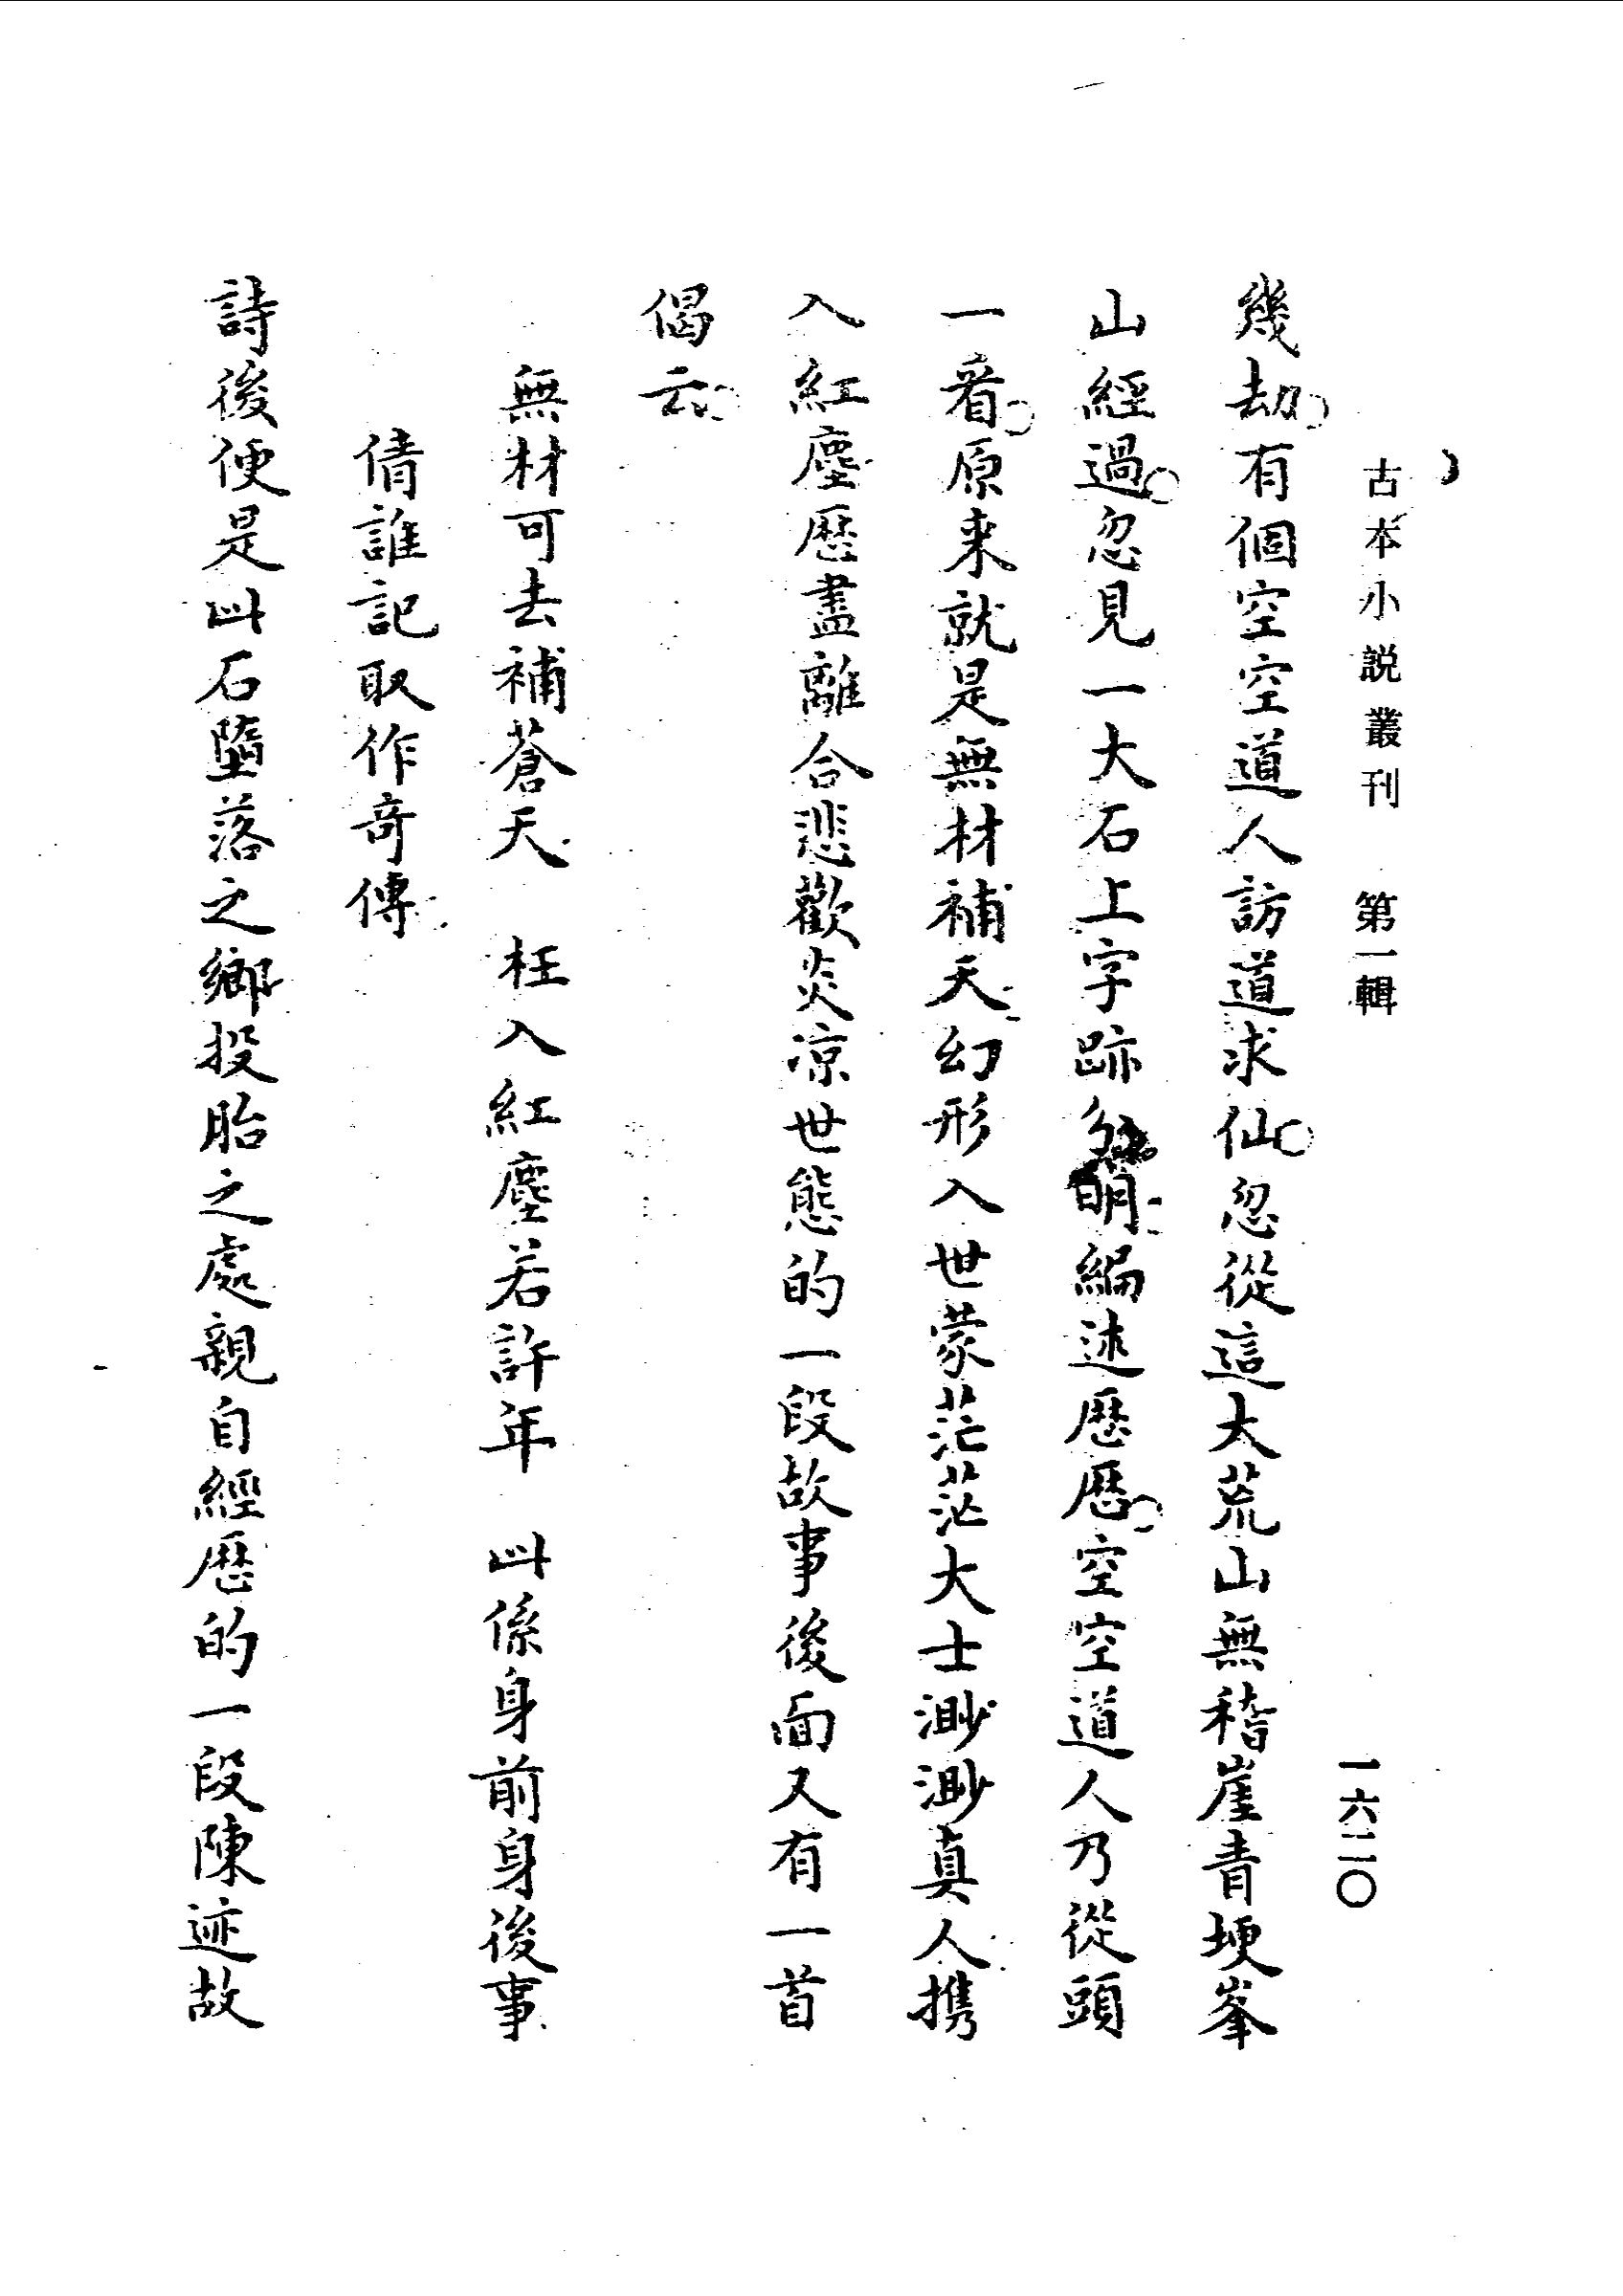 古本小説叢刊 第一輯 一六二〇
幾劫有個空空道人訪道求仙忽從這大荒山無稽崖青埂峯
山經過忽見一大石上字跡分明編述歷歷空空道人乃從頭
一看原来就是無材補天幻形入世蒙茫茫大士渺渺真人携
入紅塵歷盡離合悲歡炎凉世態的一段故事後面又有一首
偈云
無材可去補蒼天 枉入紅塵若許年 此係身前身後事
倩誰記取作奇傳
詩後便是此石墮落之鄉投胎之處親自經歷的一段陳迹故